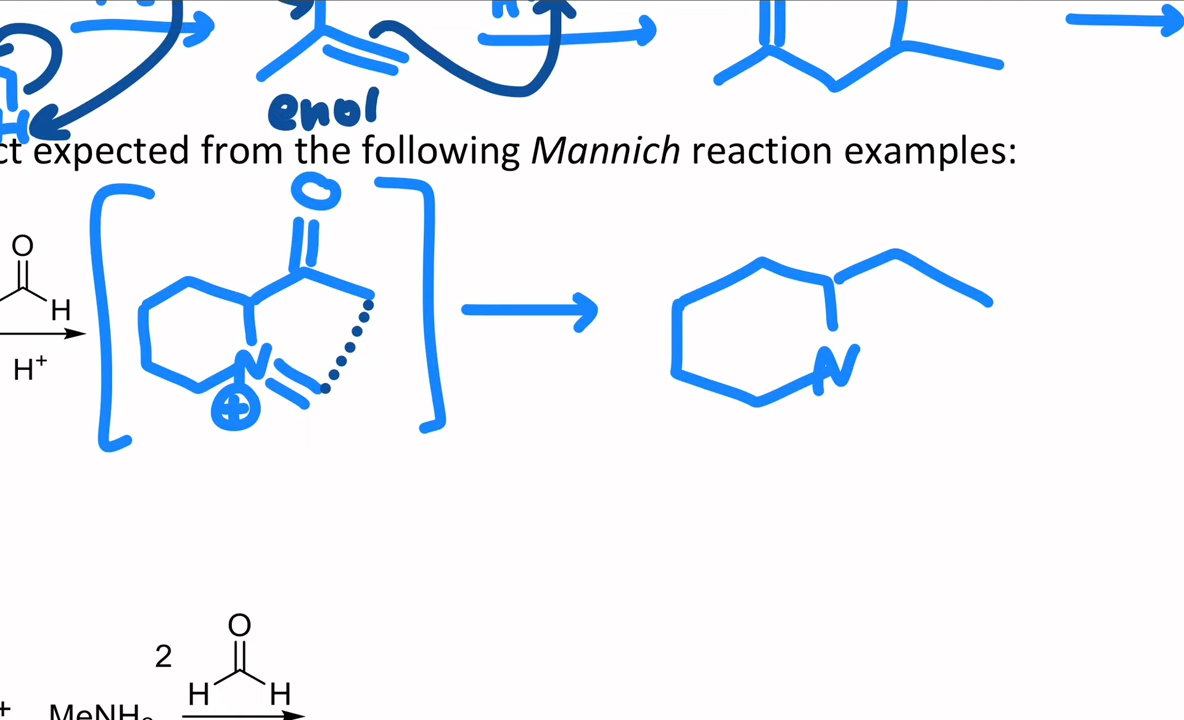 enol
ct expected from the following Mannich reaction examples:
O
O
H
H⁺
N
⊕
N
O
2
H H
+ MeNH₂